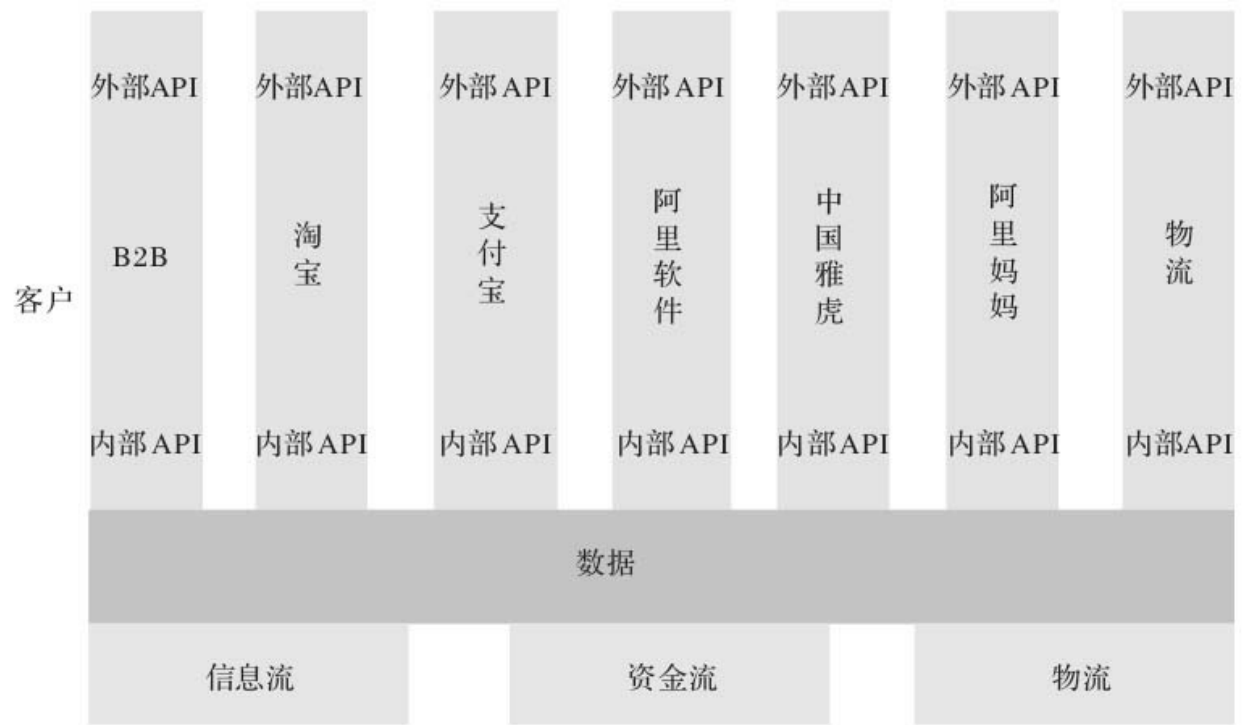 外部API 外部API 外部API 外部API 外部API 外部API 外部API
B2B
淘宝
支付宝
阿里软件
中国雅虎
阿里妈妈
物流
客户
内部API 内部API 内部API 内部API 内部API 内部API 内部API
数据
信息流 资金流 物流